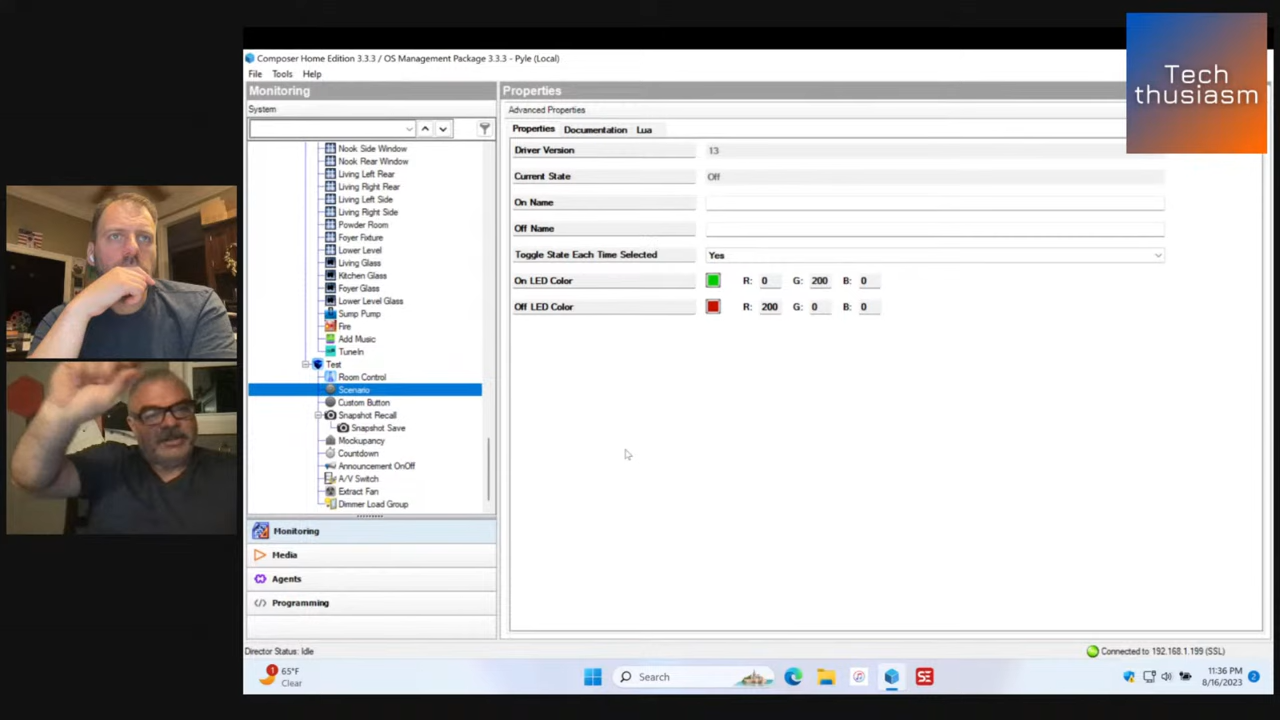 Tech
thusiasm
Composer Home Edition 3.3.3 / OS Management Package 3.3.3 - Pyle (Local)
File Tools Help
Monitoring
System
Nook Side Window
Nook Rear Window
Living Left Rear
Living Right Rear
Living Left Side
Living Right Side
Powder Room
Foyer Fixture
Lower Level
Living Glass
Kitchen Glass
Foyer Glass
Lower Level Glass
Sump Pump
Fire
Add Music
TuneIn
Test
Room Control
Scenario
Custom Button
Snapshot Recall
Snapshot Save
Mockupancy
Countdown
Announcement OnOff
A/V Switch
Extract Fan
Dimmer Load Group
Monitoring
Media
Agents
Programming
Properties
Advanced Properties
Properties Documentation Lua
Driver Version 13
Current State Off
On Name
Off Name
Toggle State Each Time Selected Yes
On LED Color R: 0 G: 200 B: 0
Off LED Color R: 200 G: 0 B: 0
Director Status: Idle
Connected to 192.168.1.199 (SSL)
1
65°F
Clear
Search
SE
11:36 PM
8/16/2023
2